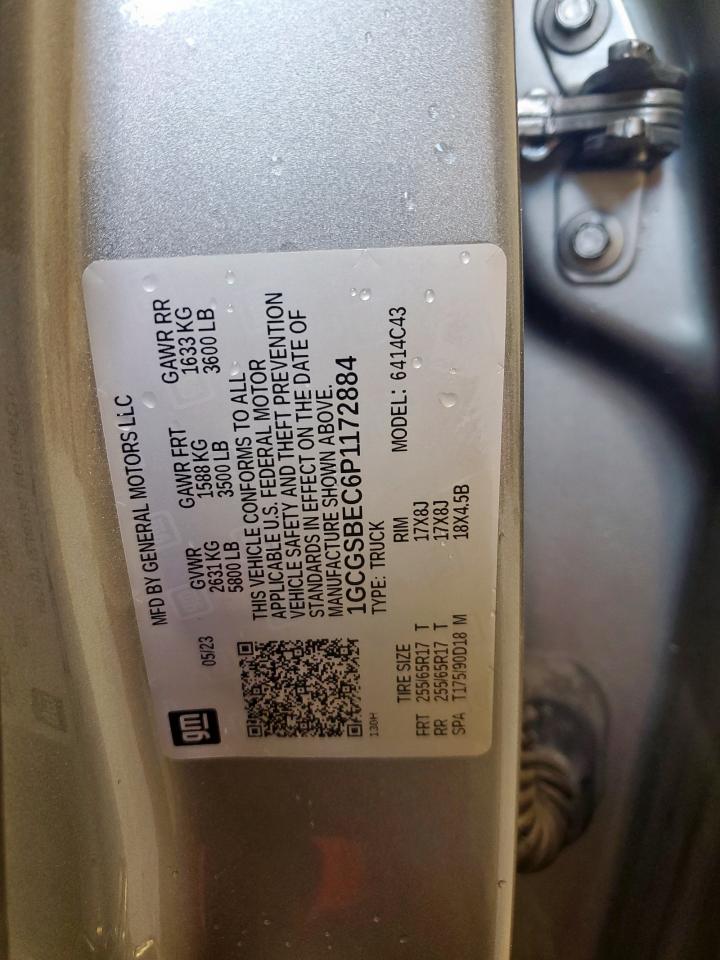 gm
MFD BY GENERAL MOTORS LLC
05/23
GVWR GAWR FRT GAWR RR
2631 KG 1588 KG 1633 KG
5800 LB 3500 LB 3600 LB
THIS VEHICLE CONFORMS TO ALL
APPLICABLE U.S. FEDERAL MOTOR
VEHICLE SAFETY AND THEFT PREVENTION
STANDARDS IN EFFECT ON THE DATE OF
MANUFACTURE SHOWN ABOVE.
1GCGSBEC6P1172884
130H
TYPE: TRUCK MODEL: 6414C43
TIRE SIZE RIM
FRT 255/65R17 T 17X8J
RR 255/65R17 T 17X8J
SPA T175/90D18 M 18X4.5B